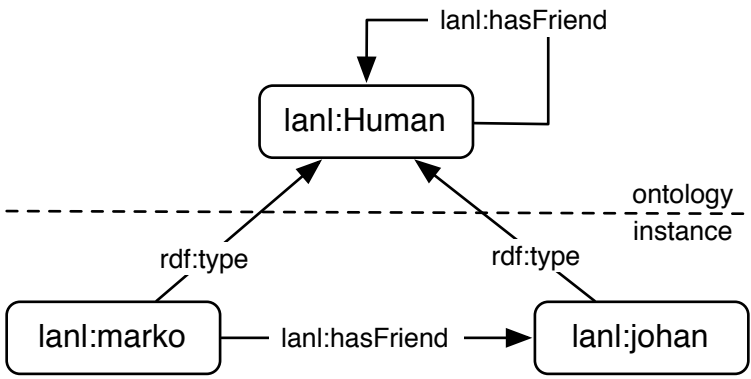 lanl:hasFriend
lanl:Human
ontology
instance
rdf:type
rdf:type
lanl:marko
lanl:hasFriend
lanl:johan